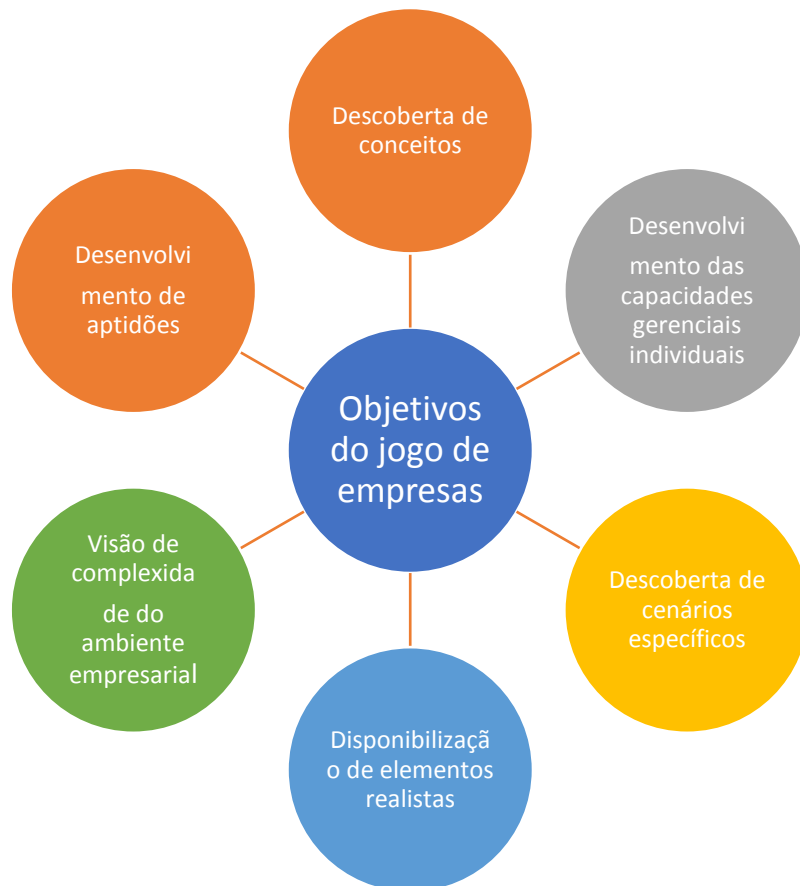 Descoberta de
conceitos
Desenvolvi
mento das
capacidades
gerenciais
individuais
Descoberta de
cenários
específicos
Disponibilizaçã
o de elementos
realistas
Visão de
complexida
de do
ambiente
empresarial
Desenvolvi
mento de
aptidões
Objetivos
do jogo de
empresas